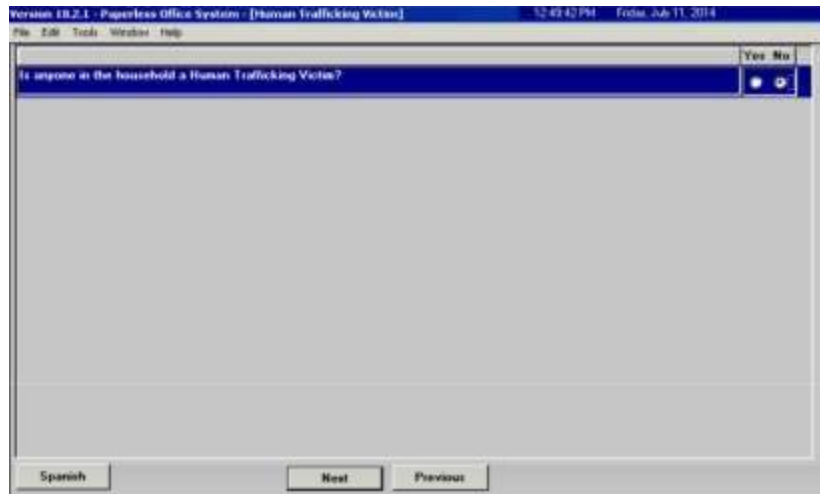 Version 18.2.1 - Paperless Office System - [Human Trafficking Victim] 12:49:42 PM Friday, July 11, 2014
File Edit Tools Window Help
Yes No
Is anyone in the household a Human Trafficking Victim?
Spanish Next Previous